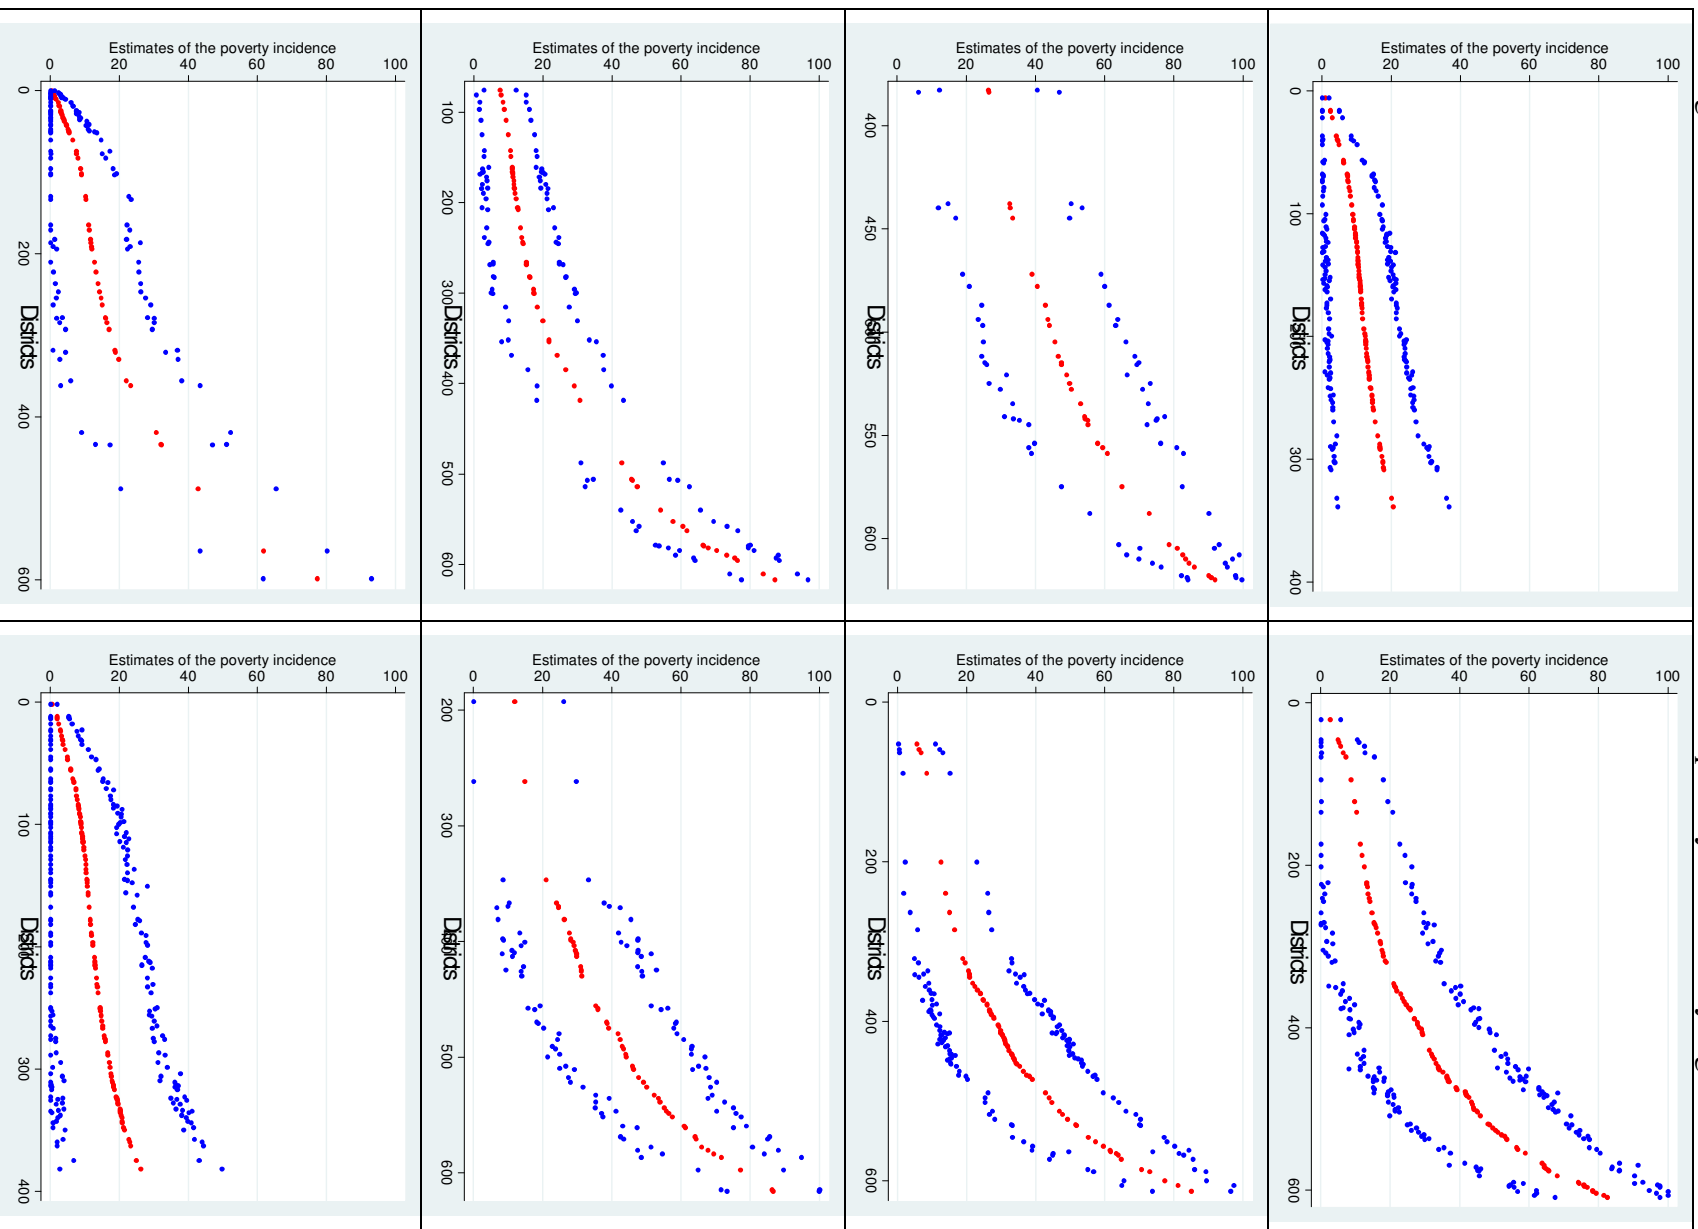 Estimates of the poverty incidence
0 20 40 60 80 100
0 200 400 600
Districts
Estimates of the poverty incidence
0 20 40 60 80 100
100 200 300 400 500 600
Districts
Estimates of the poverty incidence
0 20 40 60 80 100
400 450 550 600
Districts
Estimates of the poverty incidence
0 20 40 60 80 100
0 100 300 400
Districts
Estimates of the poverty incidence
0 20 40 60 80 100
0 100 300 400
Districts
Estimates of the poverty incidence
0 20 40 60 80 100
200 300 500 600
Districts
Estimates of the poverty incidence
0 20 40 60 80 100
0 200 400 600
Districts
Estimates of the poverty incidence
0 20 40 60 80 100
0 200 400 600
Districts